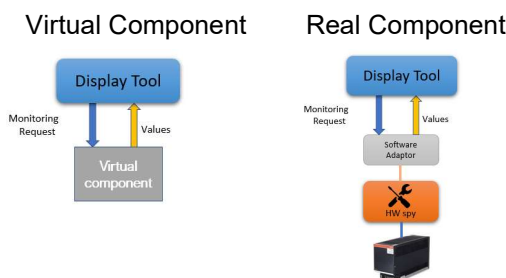 Virtual Component
Real Component
Display Tool
Monitoring
Request
Values
Virtual
component
Display Tool
Monitoring
Request
Values
Software
Adaptor
HW spy